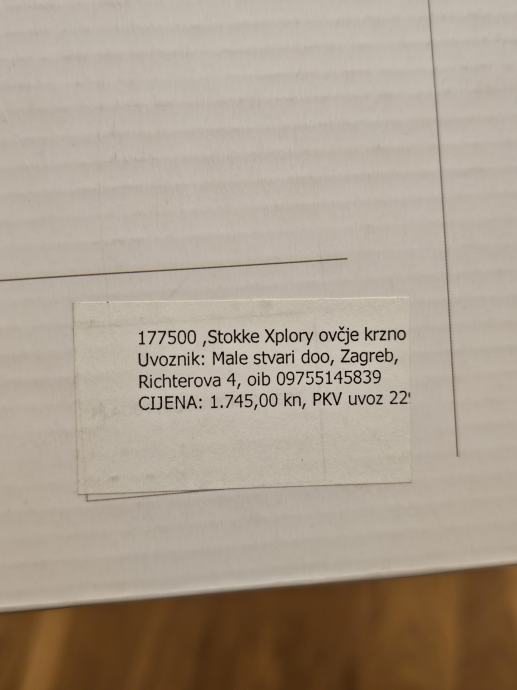 177500 ,Stokke Xplory ovčje krzno
Uvoznik: Male stvari doo, Zagreb,
Richterova 4, oib 09755145839
CIJENA: 1.745,00 kn, PKV uvoz 22